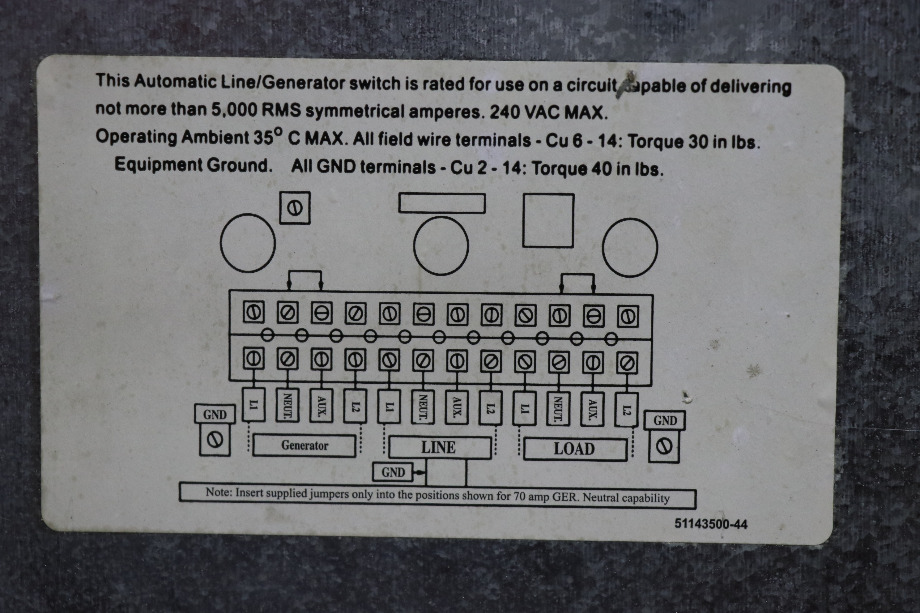 This Automatic Line/Generator switch is rated for use on a circuit capable of delivering
not more than 5,000 RMS symmetrical amperes. 240 VAC MAX.
Operating Ambient 35° C MAX. All field wire terminals - Cu 6 - 14: Torque 30 in lbs.
Equipment Ground. All GND terminals - Cu 2 - 14: Torque 40 in lbs.
L1 NEUT. AUX. L2 L1 NEUT. AUX. L2 L1 NEUT. AUX. L2
GND GND
Generator LINE LOAD
GND
Note: Insert supplied jumpers only into the positions shown for 70 amp GER. Neutral capability
51143500-44